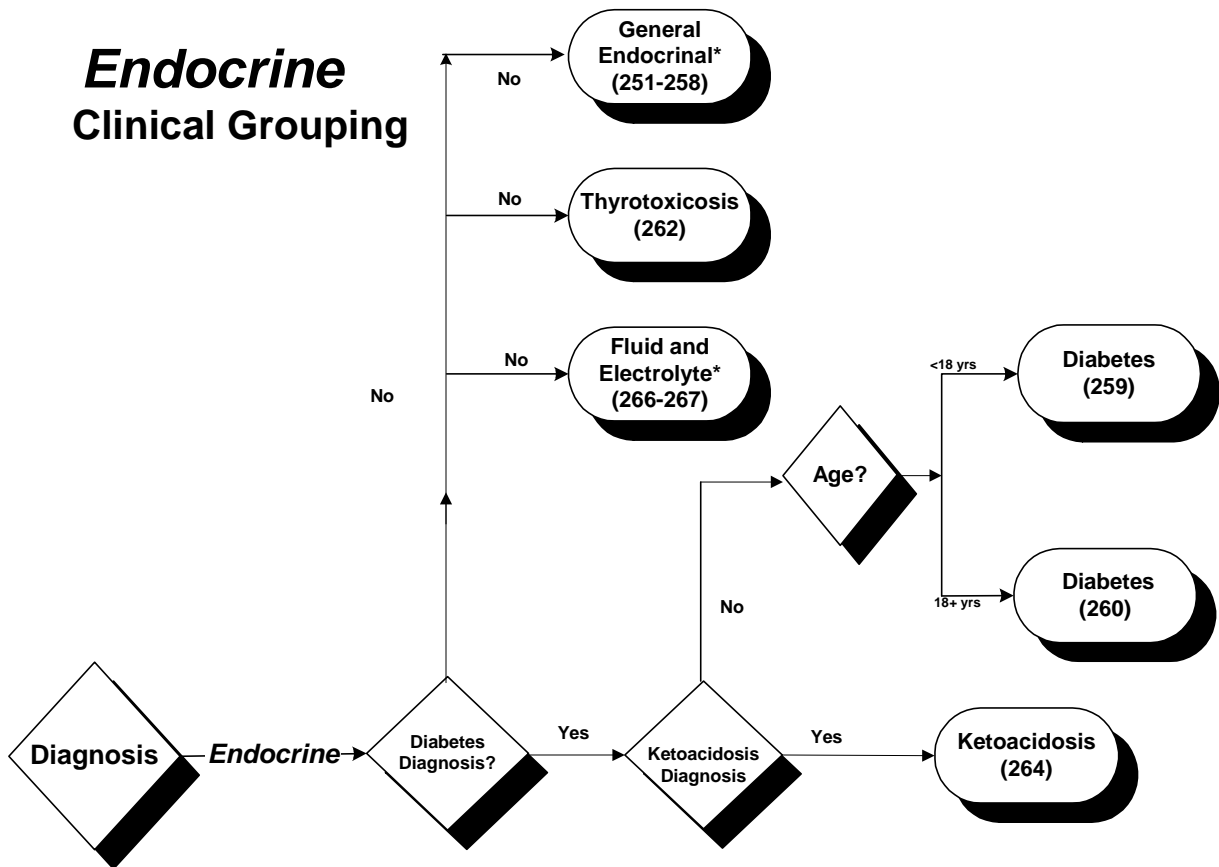 Endocrine
Clinical Grouping
General
Endocrinal*
(251-258)
No
Thyrotoxicosis
(262)
No
Fluid and
Electrolyte*
(266-267)
No
No
<18 yrs
Diabetes
(259)
Age?
18+ yrs
Diabetes
(260)
No
Diagnosis
Endocrine
Diabetes
Diagnosis?
Yes
Ketoacidosis
Diagnosis
Yes
Ketoacidosis
(264)